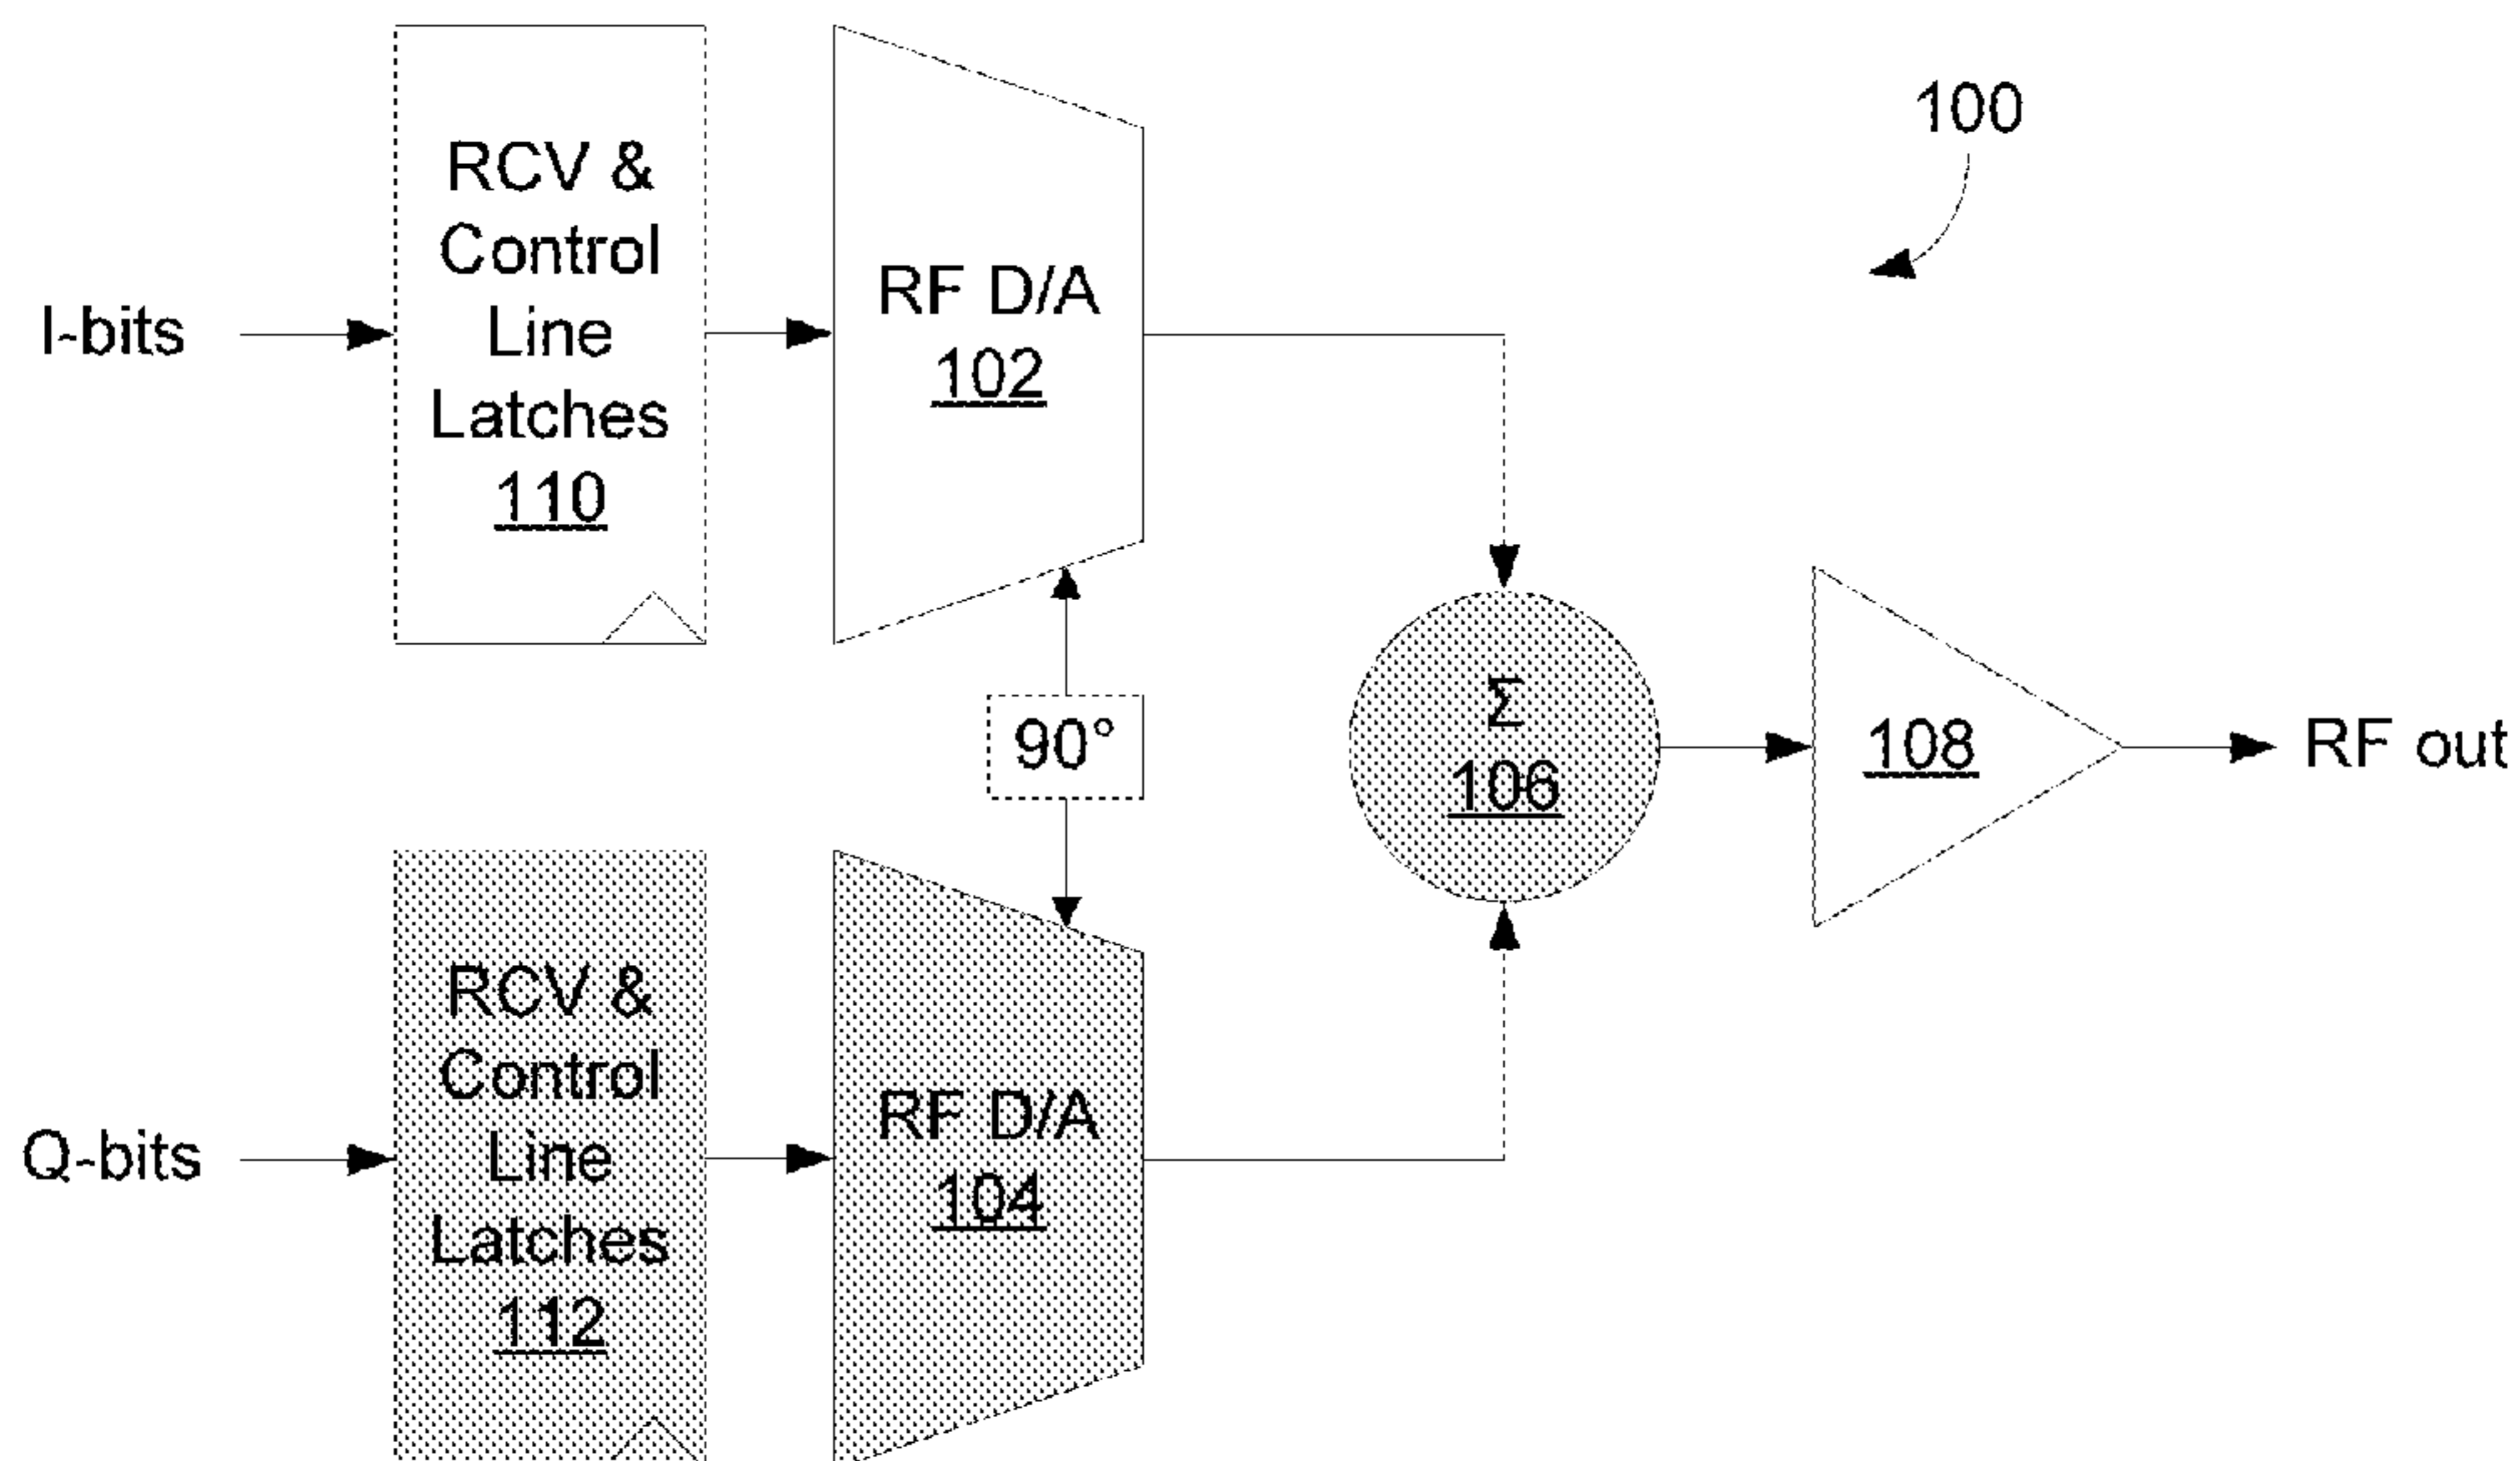 100
I-bits
RCV &
Control
Line
Latches
110
RF D/A
102
90°
Σ
106
108
RF out
Q-bits
RCV &
Control
Line
Latches
112
RF D/A
104